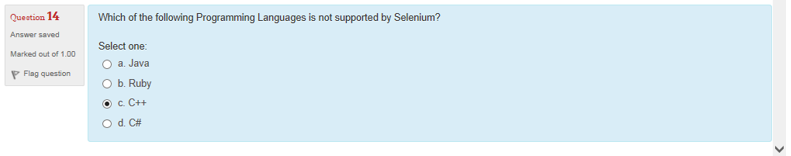 Question 14
Answer saved
Marked out of 1.00
Flag question
Which of the following Programming Languages is not supported by Selenium?
Select one:
a. Java
b. Ruby
c. C++
d. C#